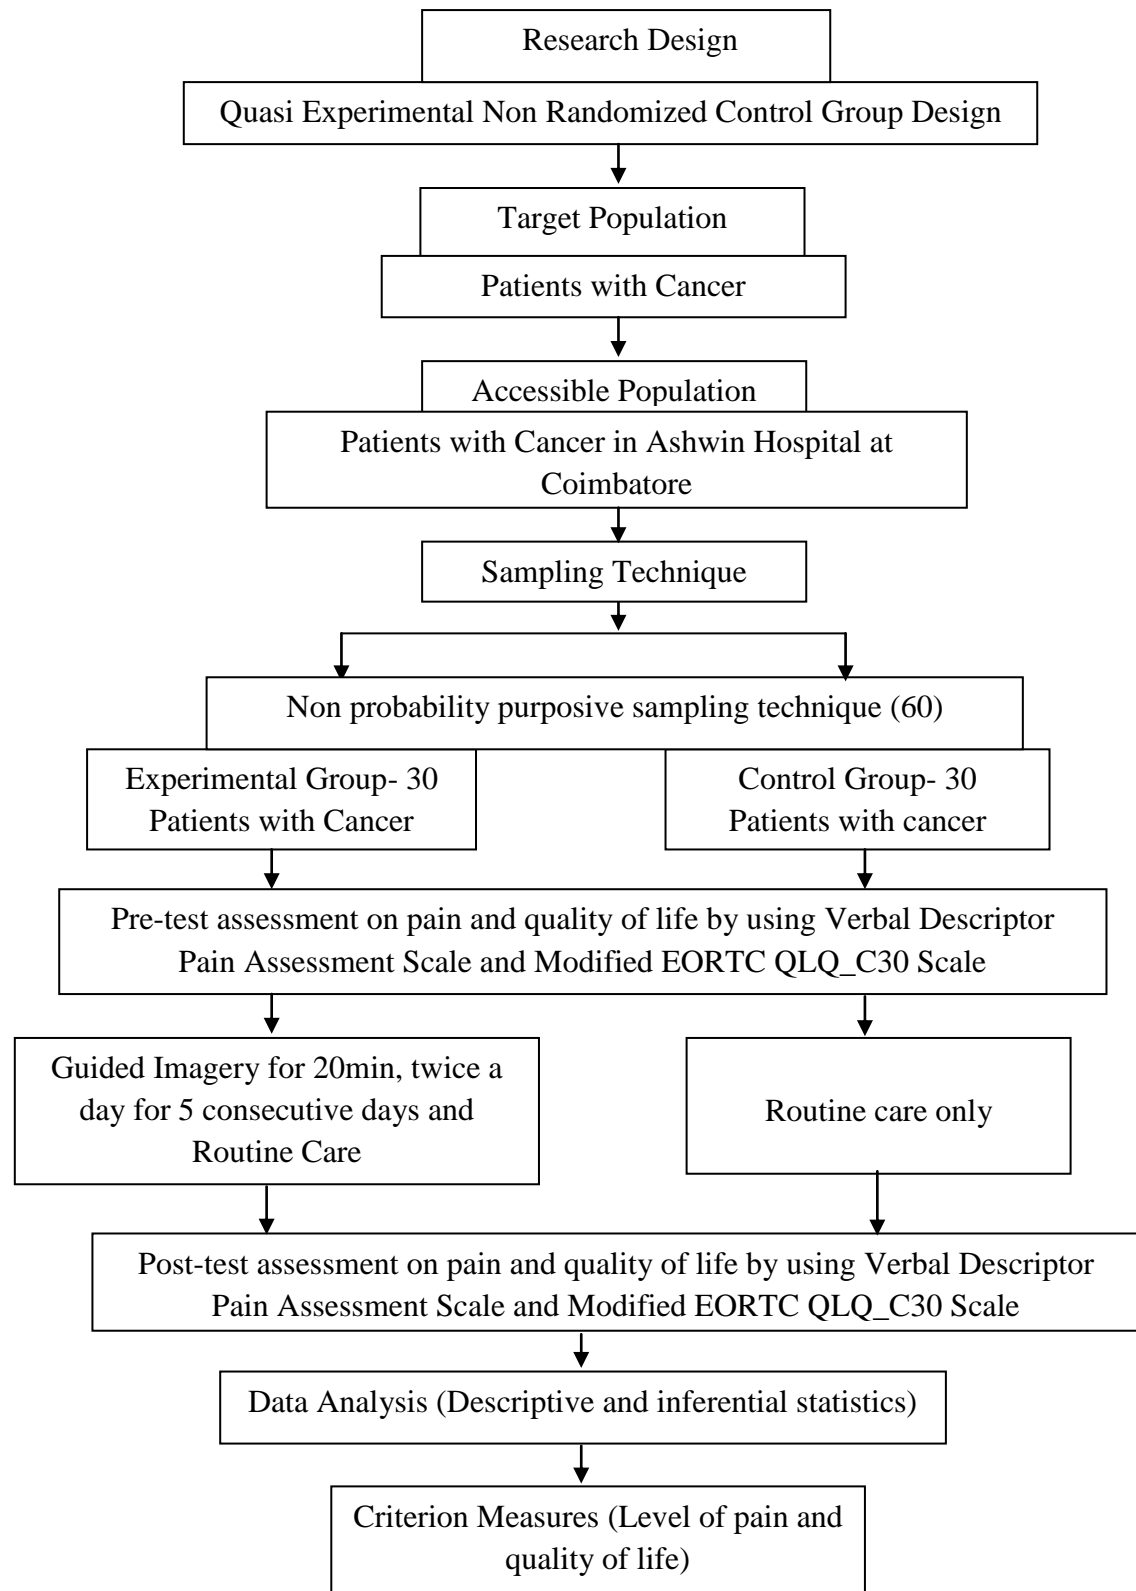 Research Design
Quasi Experimental Non Randomized Control Group Design
Target Population
Patients with Cancer
Accessible Population
Patients with Cancer in Ashwin Hospital at
Coimbatore
Sampling Technique
Non probability purposive sampling technique (60)
Experimental Group- 30
Patients with Cancer
Control Group- 30
Patients with cancer
Pre-test assessment on pain and quality of life by using Verbal Descriptor
Pain Assessment Scale and Modified EORTC QLQ_C30 Scale
Guided Imagery for 20min, twice a
day for 5 consecutive days and
Routine Care
Routine care only
Post-test assessment on pain and quality of life by using Verbal Descriptor
Pain Assessment Scale and Modified EORTC QLQ_C30 Scale
Data Analysis (Descriptive and inferential statistics)
Criterion Measures (Level of pain and
quality of life)